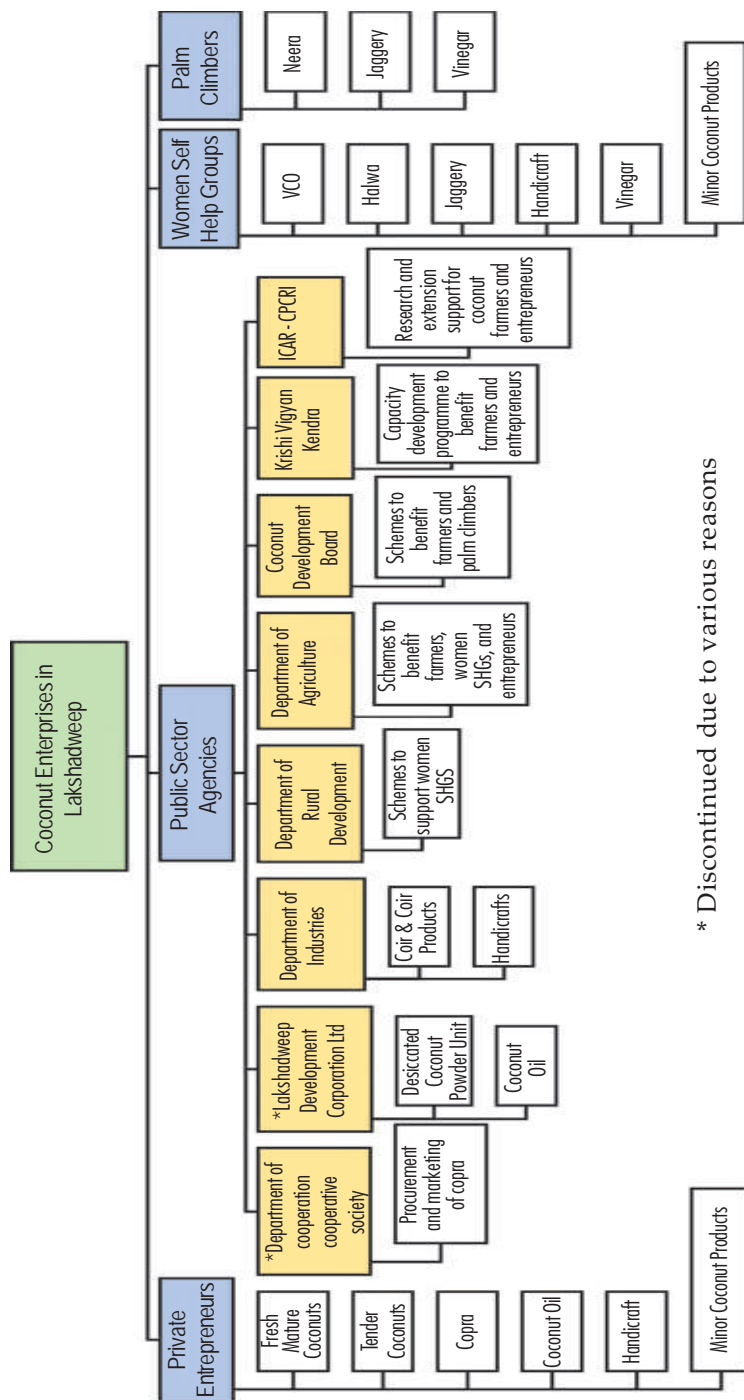 Coconut Enterprises in
Lakshadweep
Private
Entrepreneurs
Fresh
Mature
Coconuts
Tender
Coconuts
Copra
Coconut Oil
Handicraft
Minor Coconut Products
Public Sector
Agencies
*Department of
cooperation
cooperative
society
Procurement
and marketing
of copra
*Lakshadweep
Development
Corporation Ltd
Desiccated
Coconut
Powder Unit
Coconut
Oil
Department of
Industries
Coir & Coir
Products
Handicrafts
Department of
Rural
Development
Schemes to
support women
SHGS
Department of
Agriculture
Schemes to
benefit
farmers,
women
SHGs, and
entrepreneurs
Coconut
Development
Board
Schemes to
benefit
farmers and
palm climbers
Krishi Vigyan
Kendra
Capacity
development
programme to
benefit
farmers and
entrepreneurs
ICAR - CPCRI
Research and
extension
support for
coconut
farmers and
entrepreneurs
Women Self
Help Groups
VCO
Halwa
Jaggery
Handicraft
Vinegar
Minor Coconut Products
Palm
Climbers
Neera
Jaggery
Vinegar
* Discontinued due to various reasons